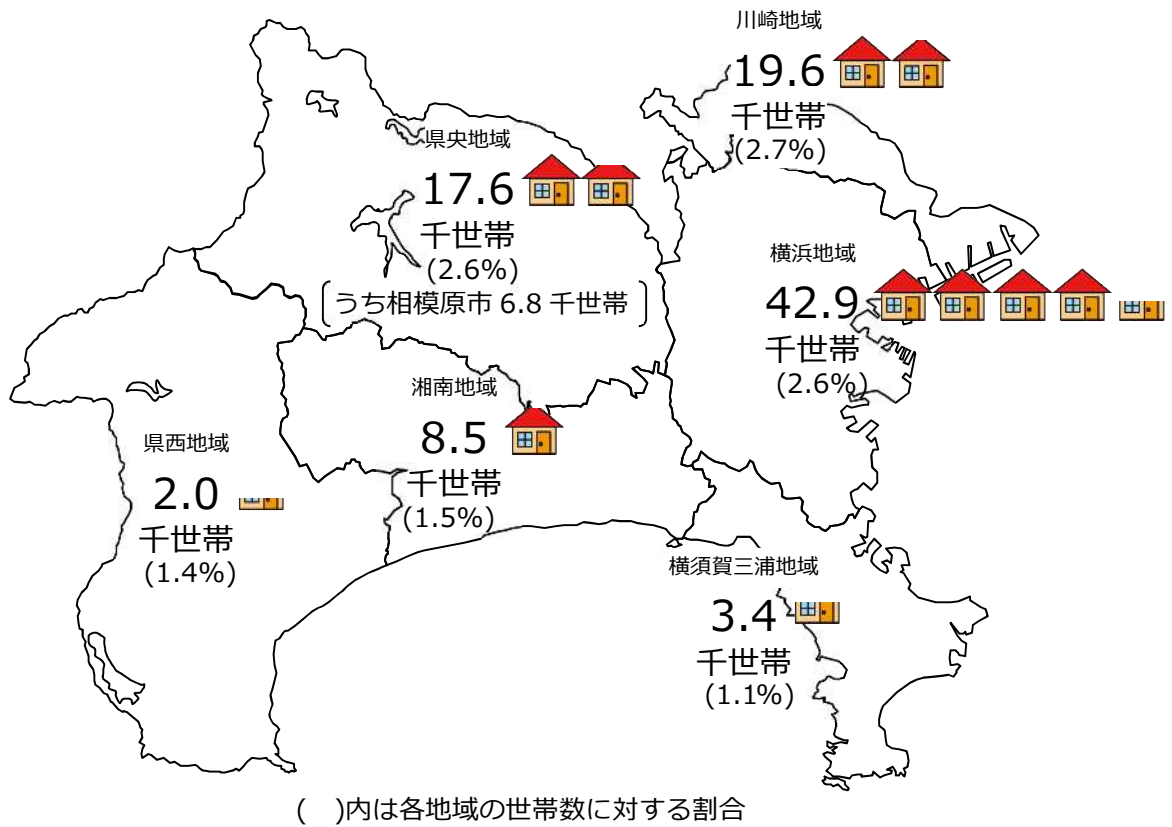 川崎地域
19.6
千世帯
(2.7%)
県央地域
17.6
千世帯
(2.6%)
うち相模原市 6.8 千世帯
横浜地域
42.9
千世帯
(2.6%)
湘南地域
8.5
千世帯
(1.5%)
県西地域
2.0
千世帯
(1.4%)
横須賀三浦地域
3.4
千世帯
(1.1%)
(　)内は各地域の世帯数に対する割合